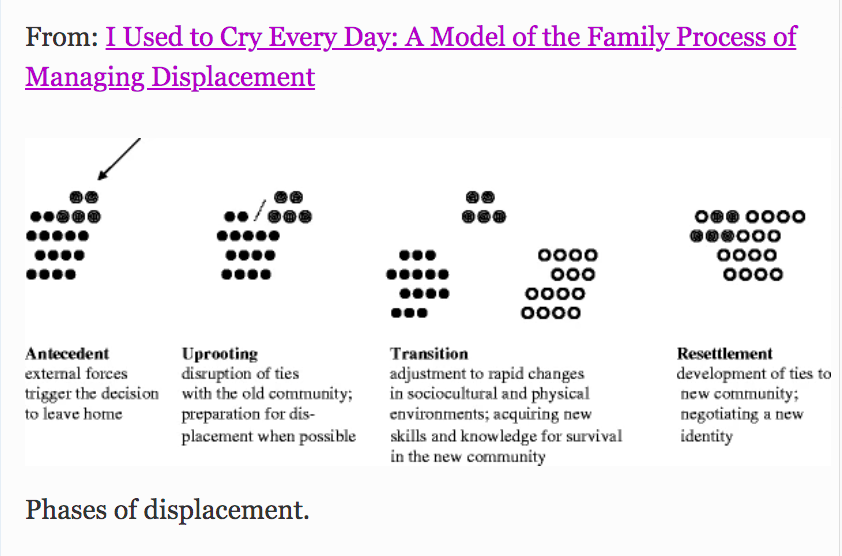 From: I Used to Cry Every Day: A Model of the Family Process of
Managing Displacement
Antecedent
external forces
trigger the decision
to leave home
Uprooting
disruption of ties
with the old community;
preparation for dis-
placement when possible
Transition
adjustment to rapid changes
in sociocultural and physical
environments; acquiring new
skills and knowledge for survival
in the new community
Resettlement
development of ties to
new community;
negotiating a new
identity
Phases of displacement.